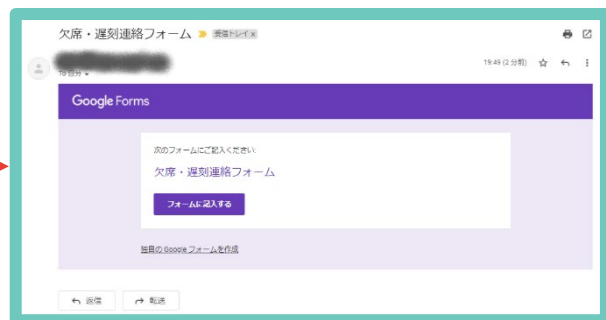 欠席・遅刻連絡フォーム 受信トレイ×
19:49 (2 分前)
To 自分
Google Forms
次のフォームにご記入ください:
欠席・遅刻連絡フォーム
フォームに記入する
独自の Google フォームを作成
返信 転送